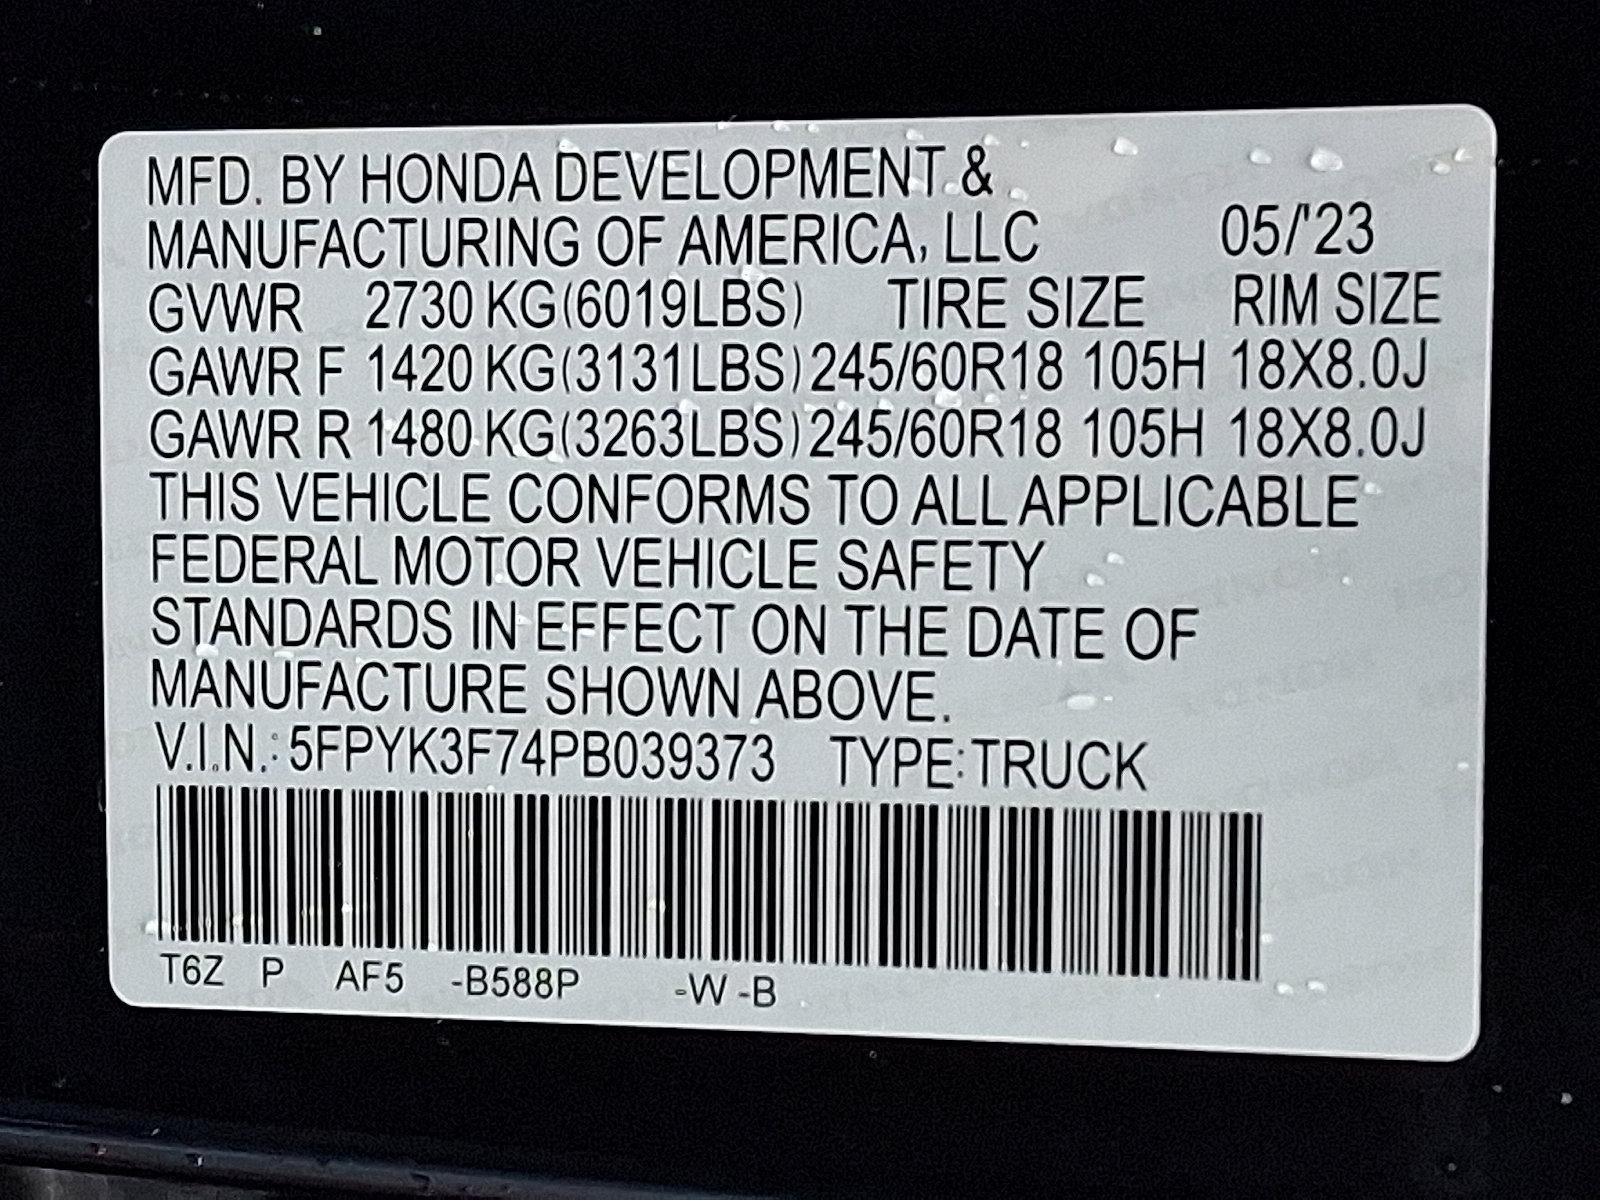 MFD. BY HONDA DEVELOPMENT &
MANUFACTURING OF AMERICA, LLC 05/'23
GVWR 2730 KG(6019LBS) TIRE SIZE RIM SIZE
GAWR F 1420 KG(3131LBS) 245/60R18 105H 18X8.0J
GAWR R 1480 KG(3263LBS) 245/60R18 105H 18X8.0J
THIS VEHICLE CONFORMS TO ALL APPLICABLE
FEDERAL MOTOR VEHICLE SAFETY
STANDARDS IN EFFECT ON THE DATE OF
MANUFACTURE SHOWN ABOVE.
V.I.N.: 5FPYK3F74PB039373 TYPE:TRUCK
T6Z P AF5 -B588P -W -B